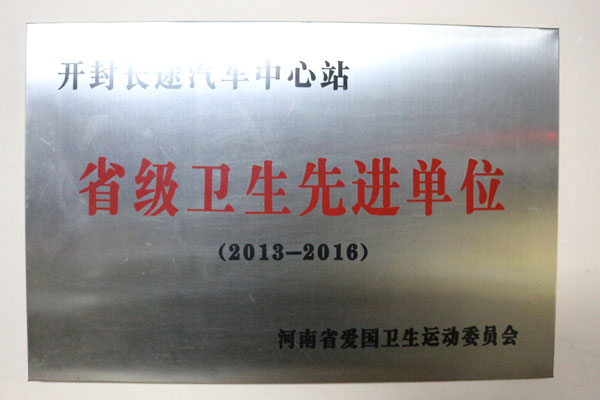 开封长途汽车中心站
省级卫生先进单位
(2013—2016)
河南省爱国卫生运动委员会